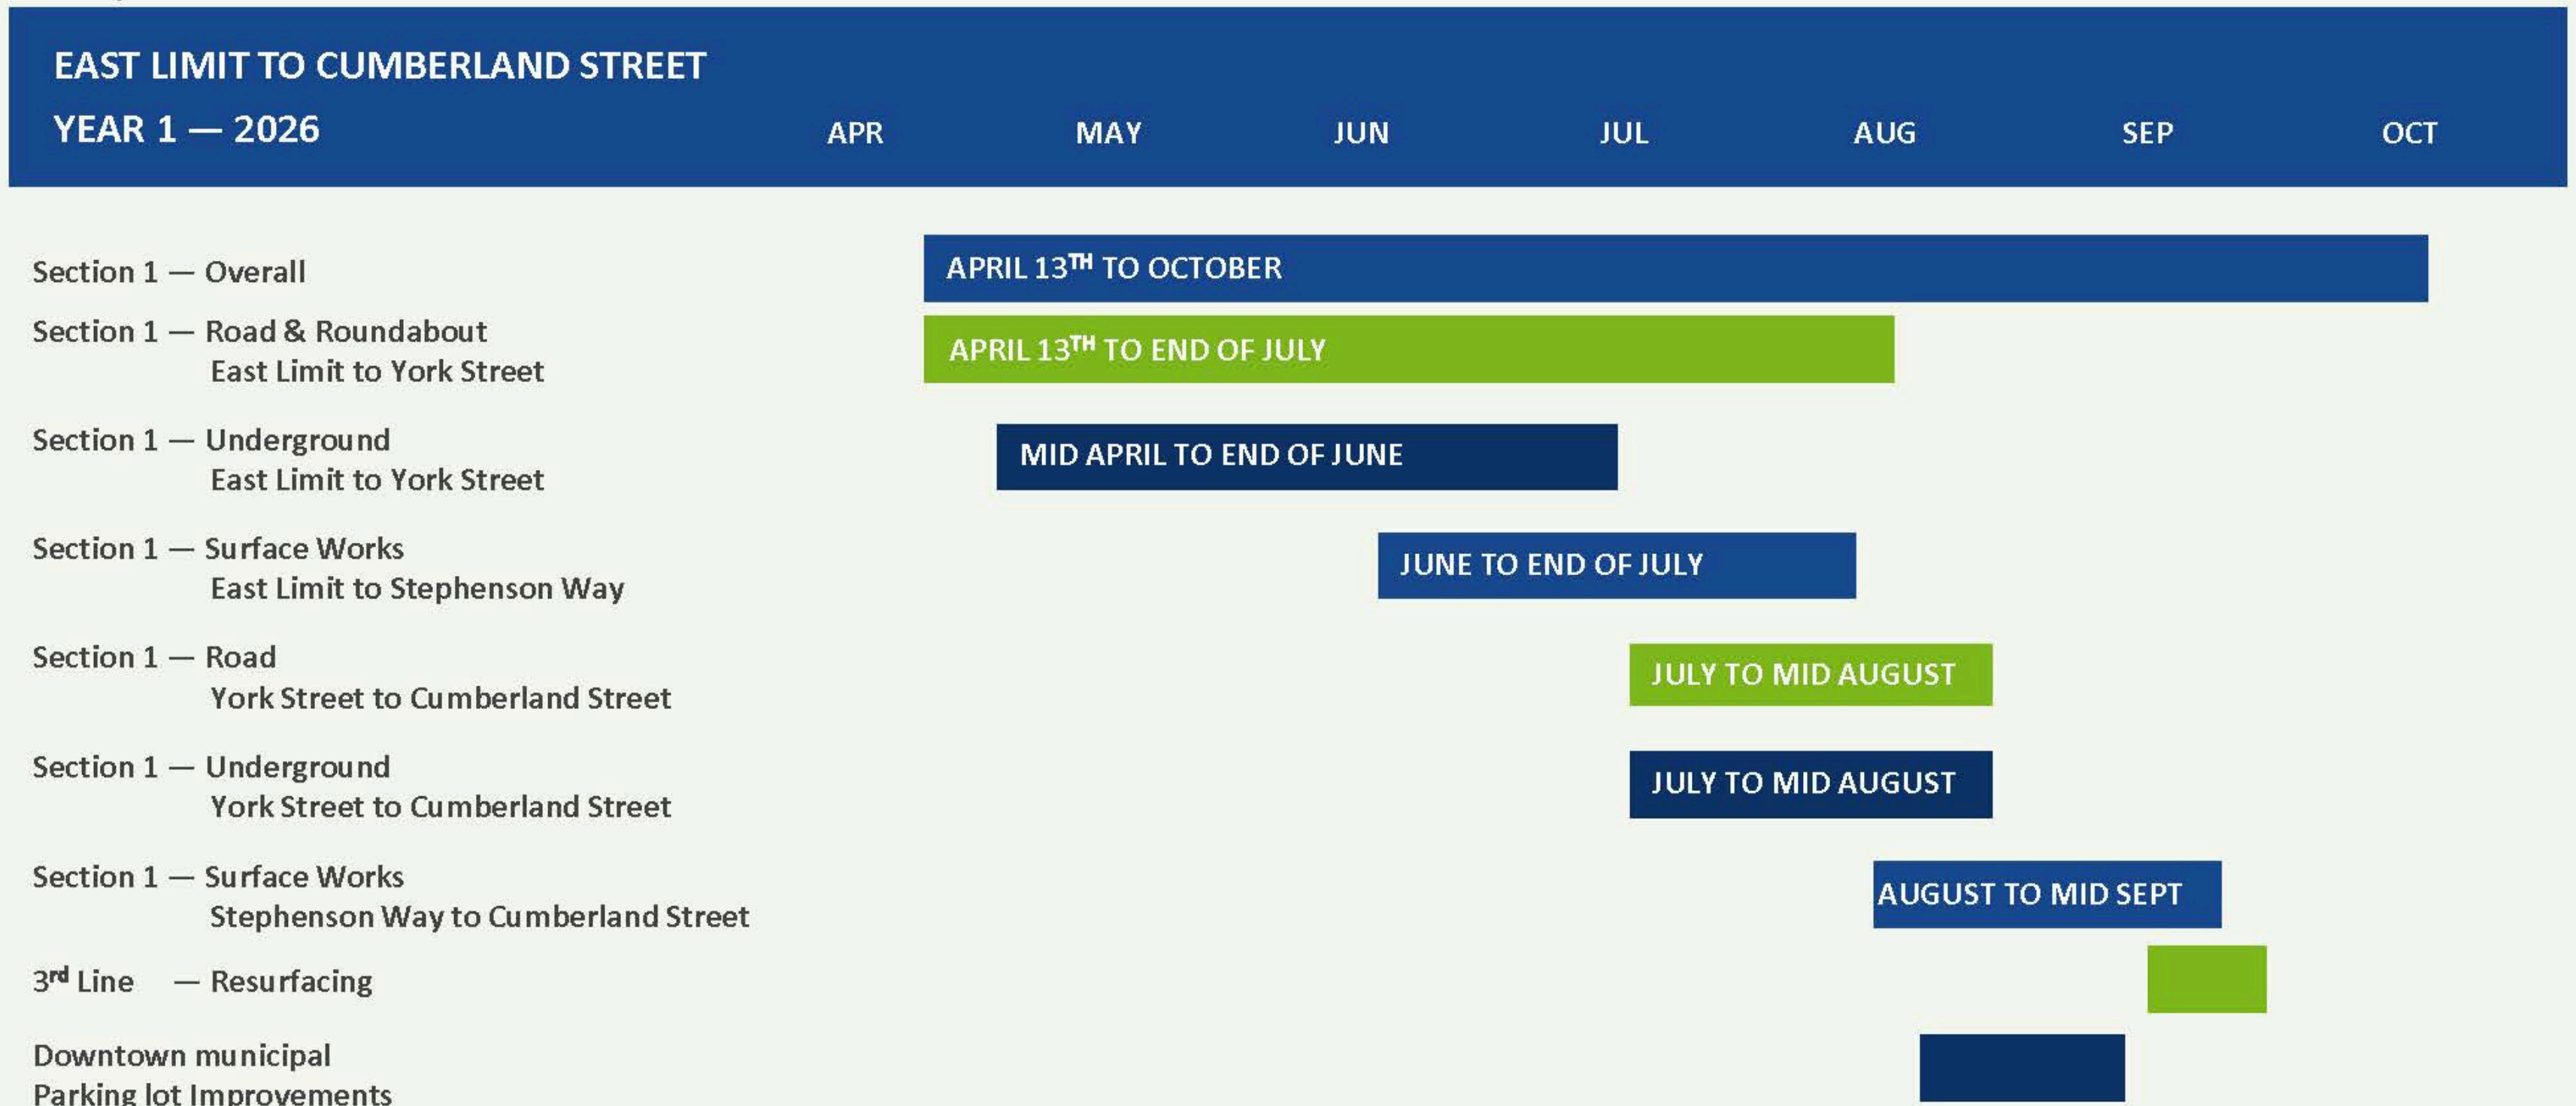 EAST LIMIT TO CUMBERLAND STREET
YEAR 1 — 2026
APR MAY JUN JUL AUG SEP OCT
Section 1 — Overall
APRIL 13TH TO OCTOBER
Section 1 — Road & Roundabout
East Limit to York Street
APRIL 13TH TO END OF JULY
Section 1 — Underground
East Limit to York Street
MID APRIL TO END OF JUNE
Section 1 — Surface Works
East Limit to Stephenson Way
JUNE TO END OF JULY
Section 1 — Road
York Street to Cumberland Street
JULY TO MID AUGUST
Section 1 — Underground
York Street to Cumberland Street
JULY TO MID AUGUST
Section 1 — Surface Works
Stephenson Way to Cumberland Street
AUGUST TO MID SEPT
3rd Line — Resurfacing
Downtown municipal
Parking lot Improvements